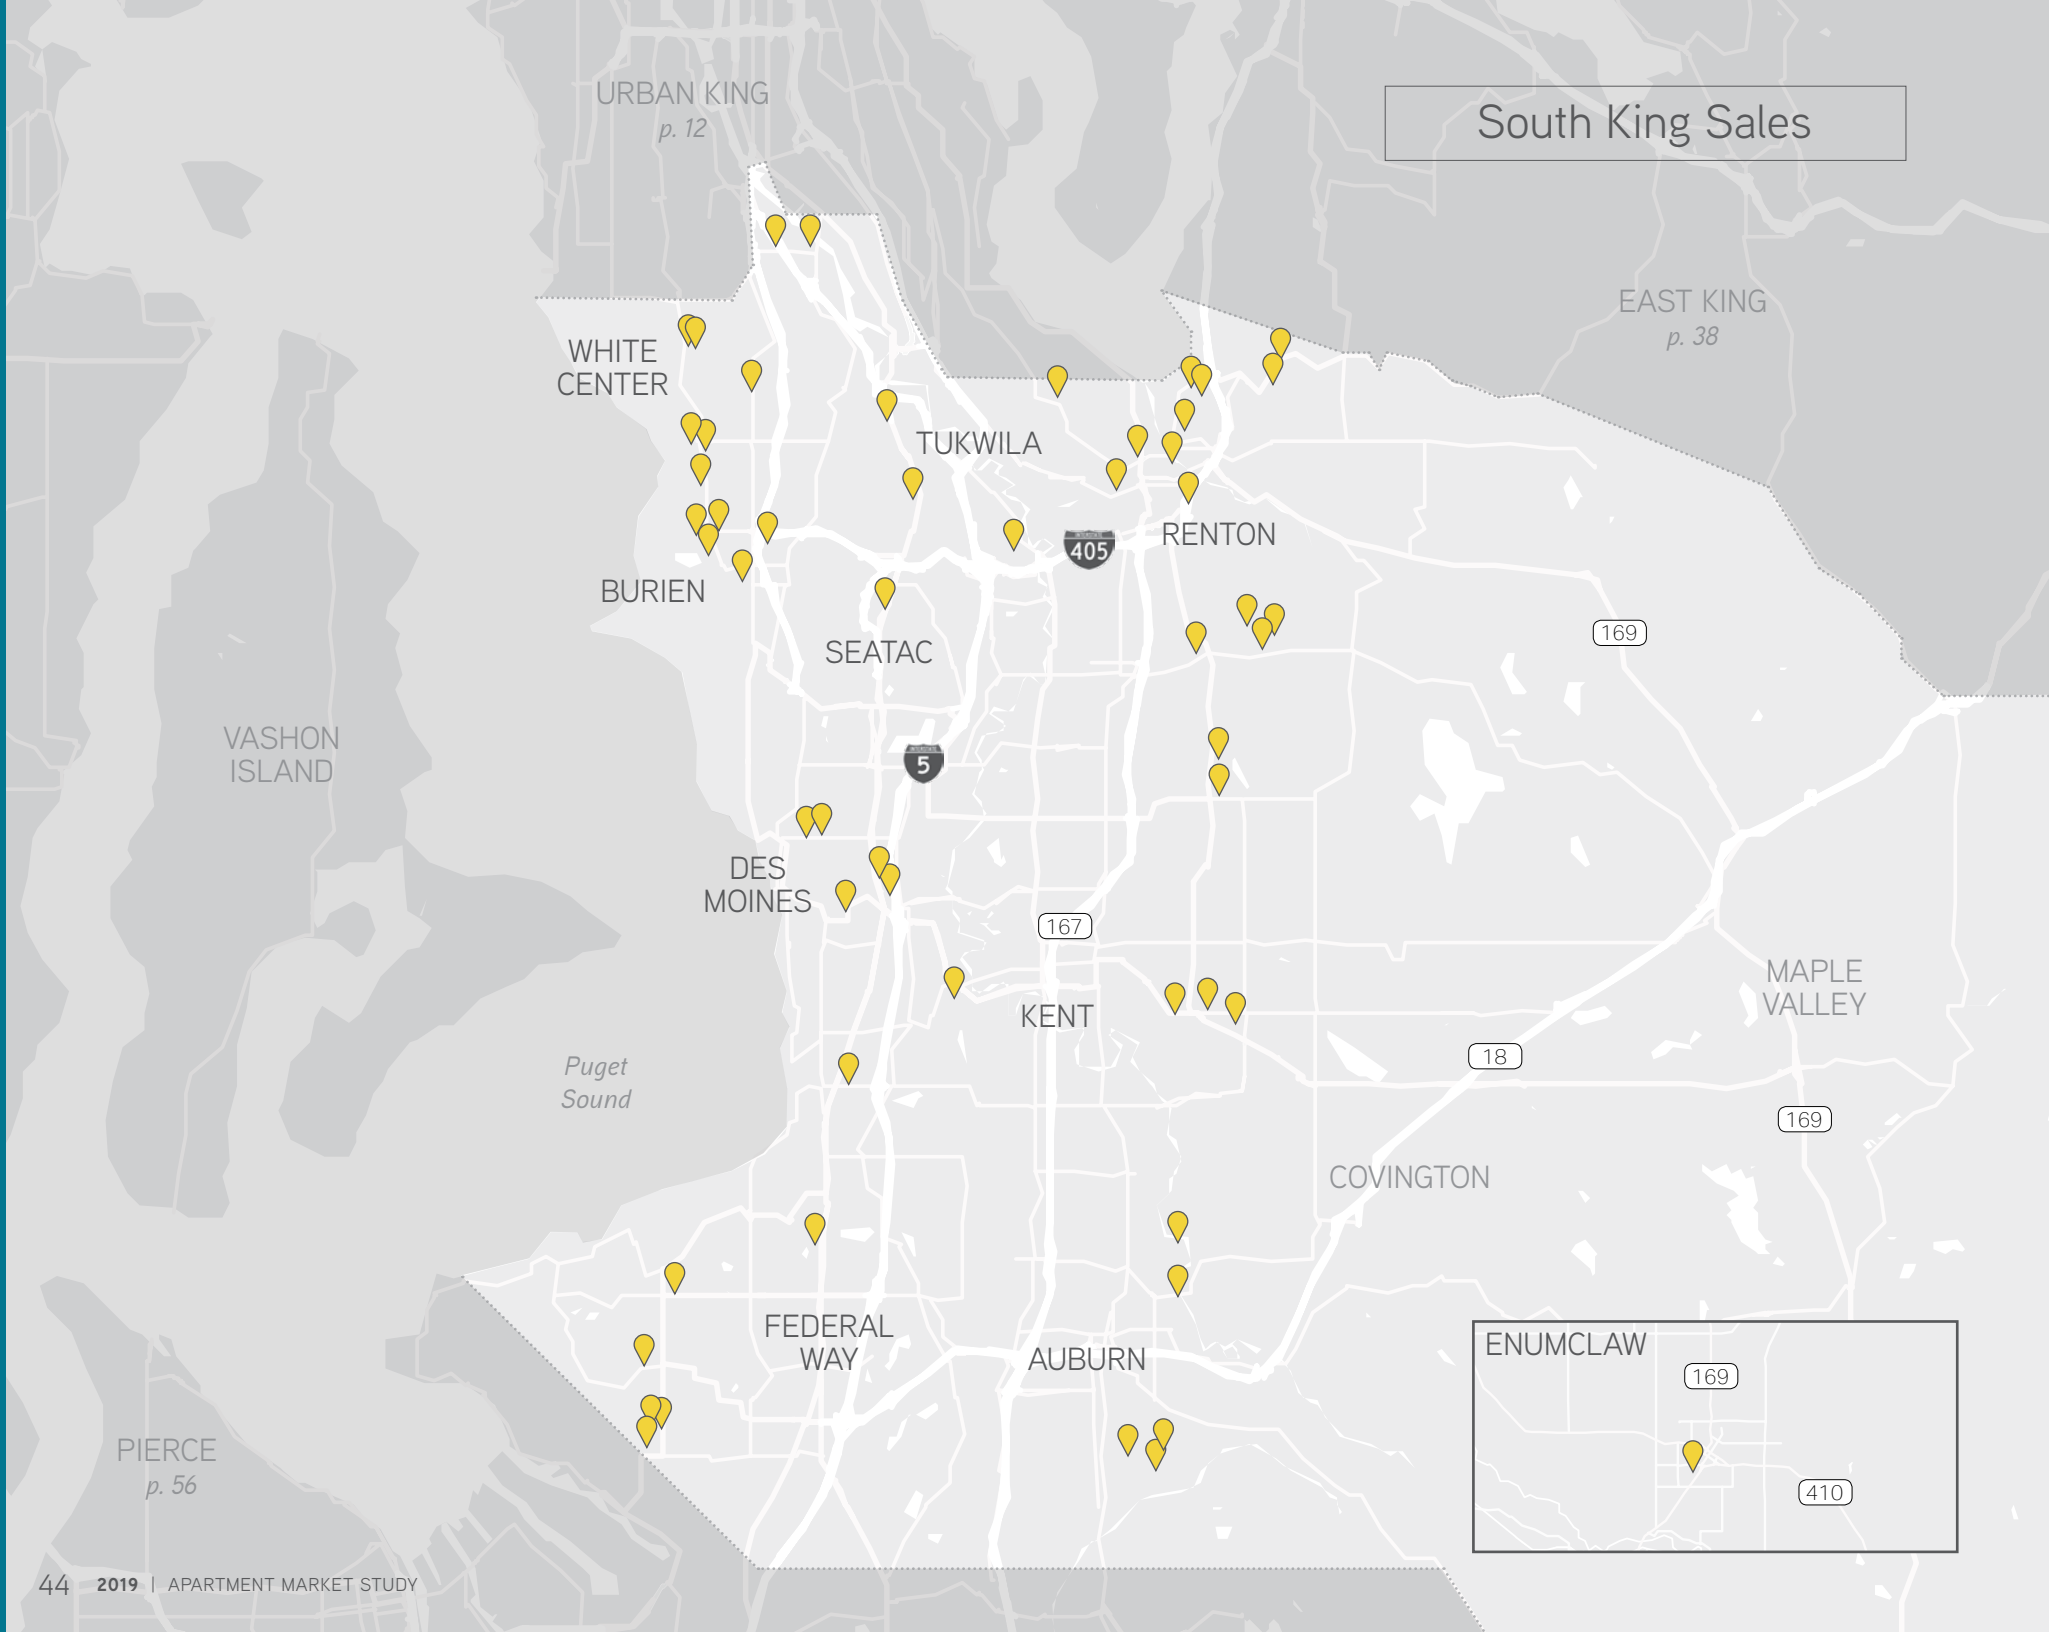 URBAN KING
p. 12
South King Sales
EAST KING
p. 38
WHITE
CENTER
TUKWILA
RENTON
INTERSTATE
405
BURIEN
SEATAC
169
VASHON
ISLAND
INTERSTATE
5
DES
MOINES
167
MAPLE
VALLEY
KENT
Puget
Sound
18
169
COVINGTON
FEDERAL
WAY
AUBURN
ENUMCLAW
169
410
PIERCE
p. 56
44 2019 | APARTMENT MARKET STUDY